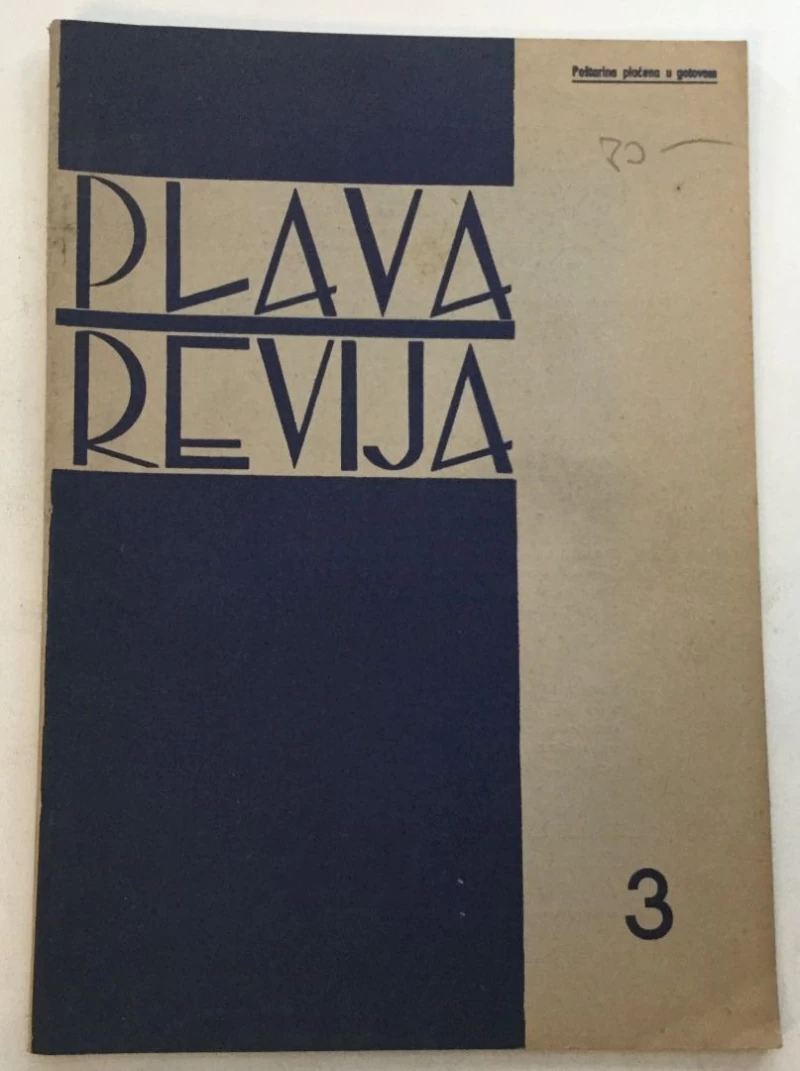 Poštarina plaćena u gotovom
PLAVA
REVIJA
3